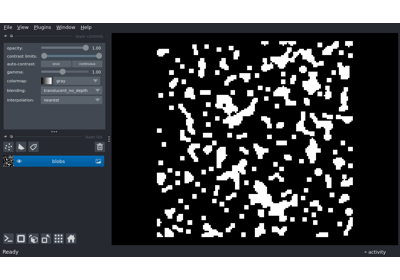 File View Plugins Window Help
opacity: 1.00
contrast limits:
auto-contrast: once continuous
gamma: 1.00
colormap: gray
blending: translucent_no_depth
interpolation: nearest
blobs
Ready
activity